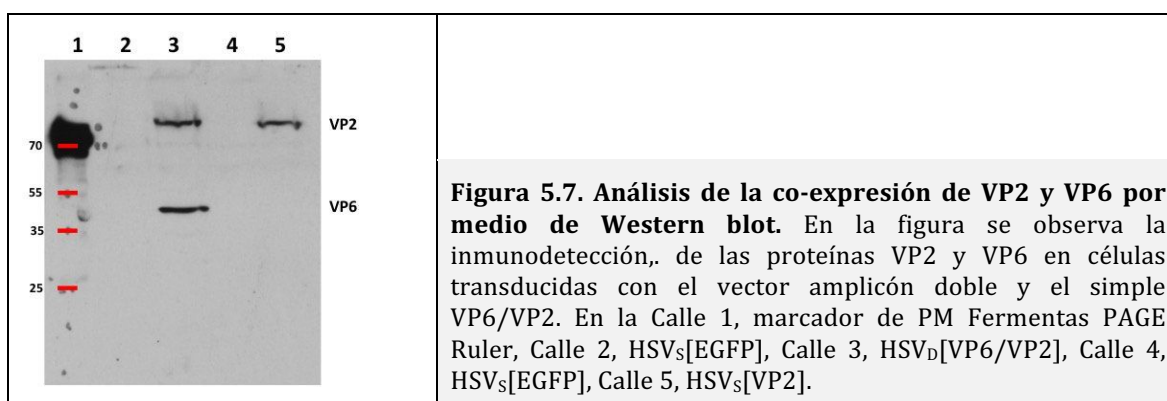 1 2 3 4 5
VP2
70
55
VP6
35
25
Figura 5.7. Análisis de la co-expresión de VP2 y VP6 por
medio de Western blot. En la figura se observa la
inmunodetección,. de las proteínas VP2 y VP6 en células
transducidas con el vector amplicón doble y el simple
VP6/VP2. En la Calle 1, marcador de PM Fermentas PAGE
Ruler, Calle 2, HSVS[EGFP], Calle 3, HSVD[VP6/VP2], Calle 4,
HSVS[EGFP], Calle 5, HSVS[VP2].